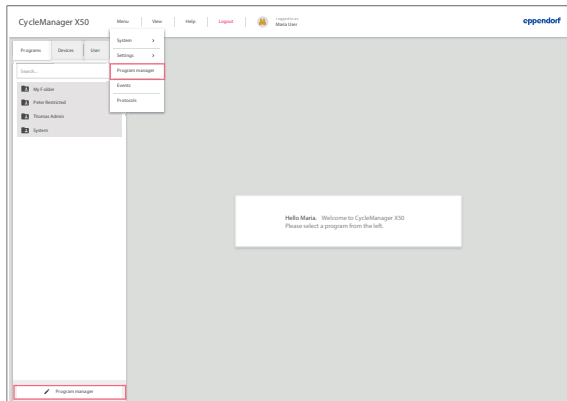 CycleManager X50
Menu
View
Help
Logout
Logged in as
Maria User
eppendorf
System
Settings
Program manager
Events
Protocols
Programs
Devices
User
Search...
My Folder
Peter Restricted
Thomas Admin
System
Hello Maria. Welcome to CycleManager X50
Please select a program from the left.
Program manager